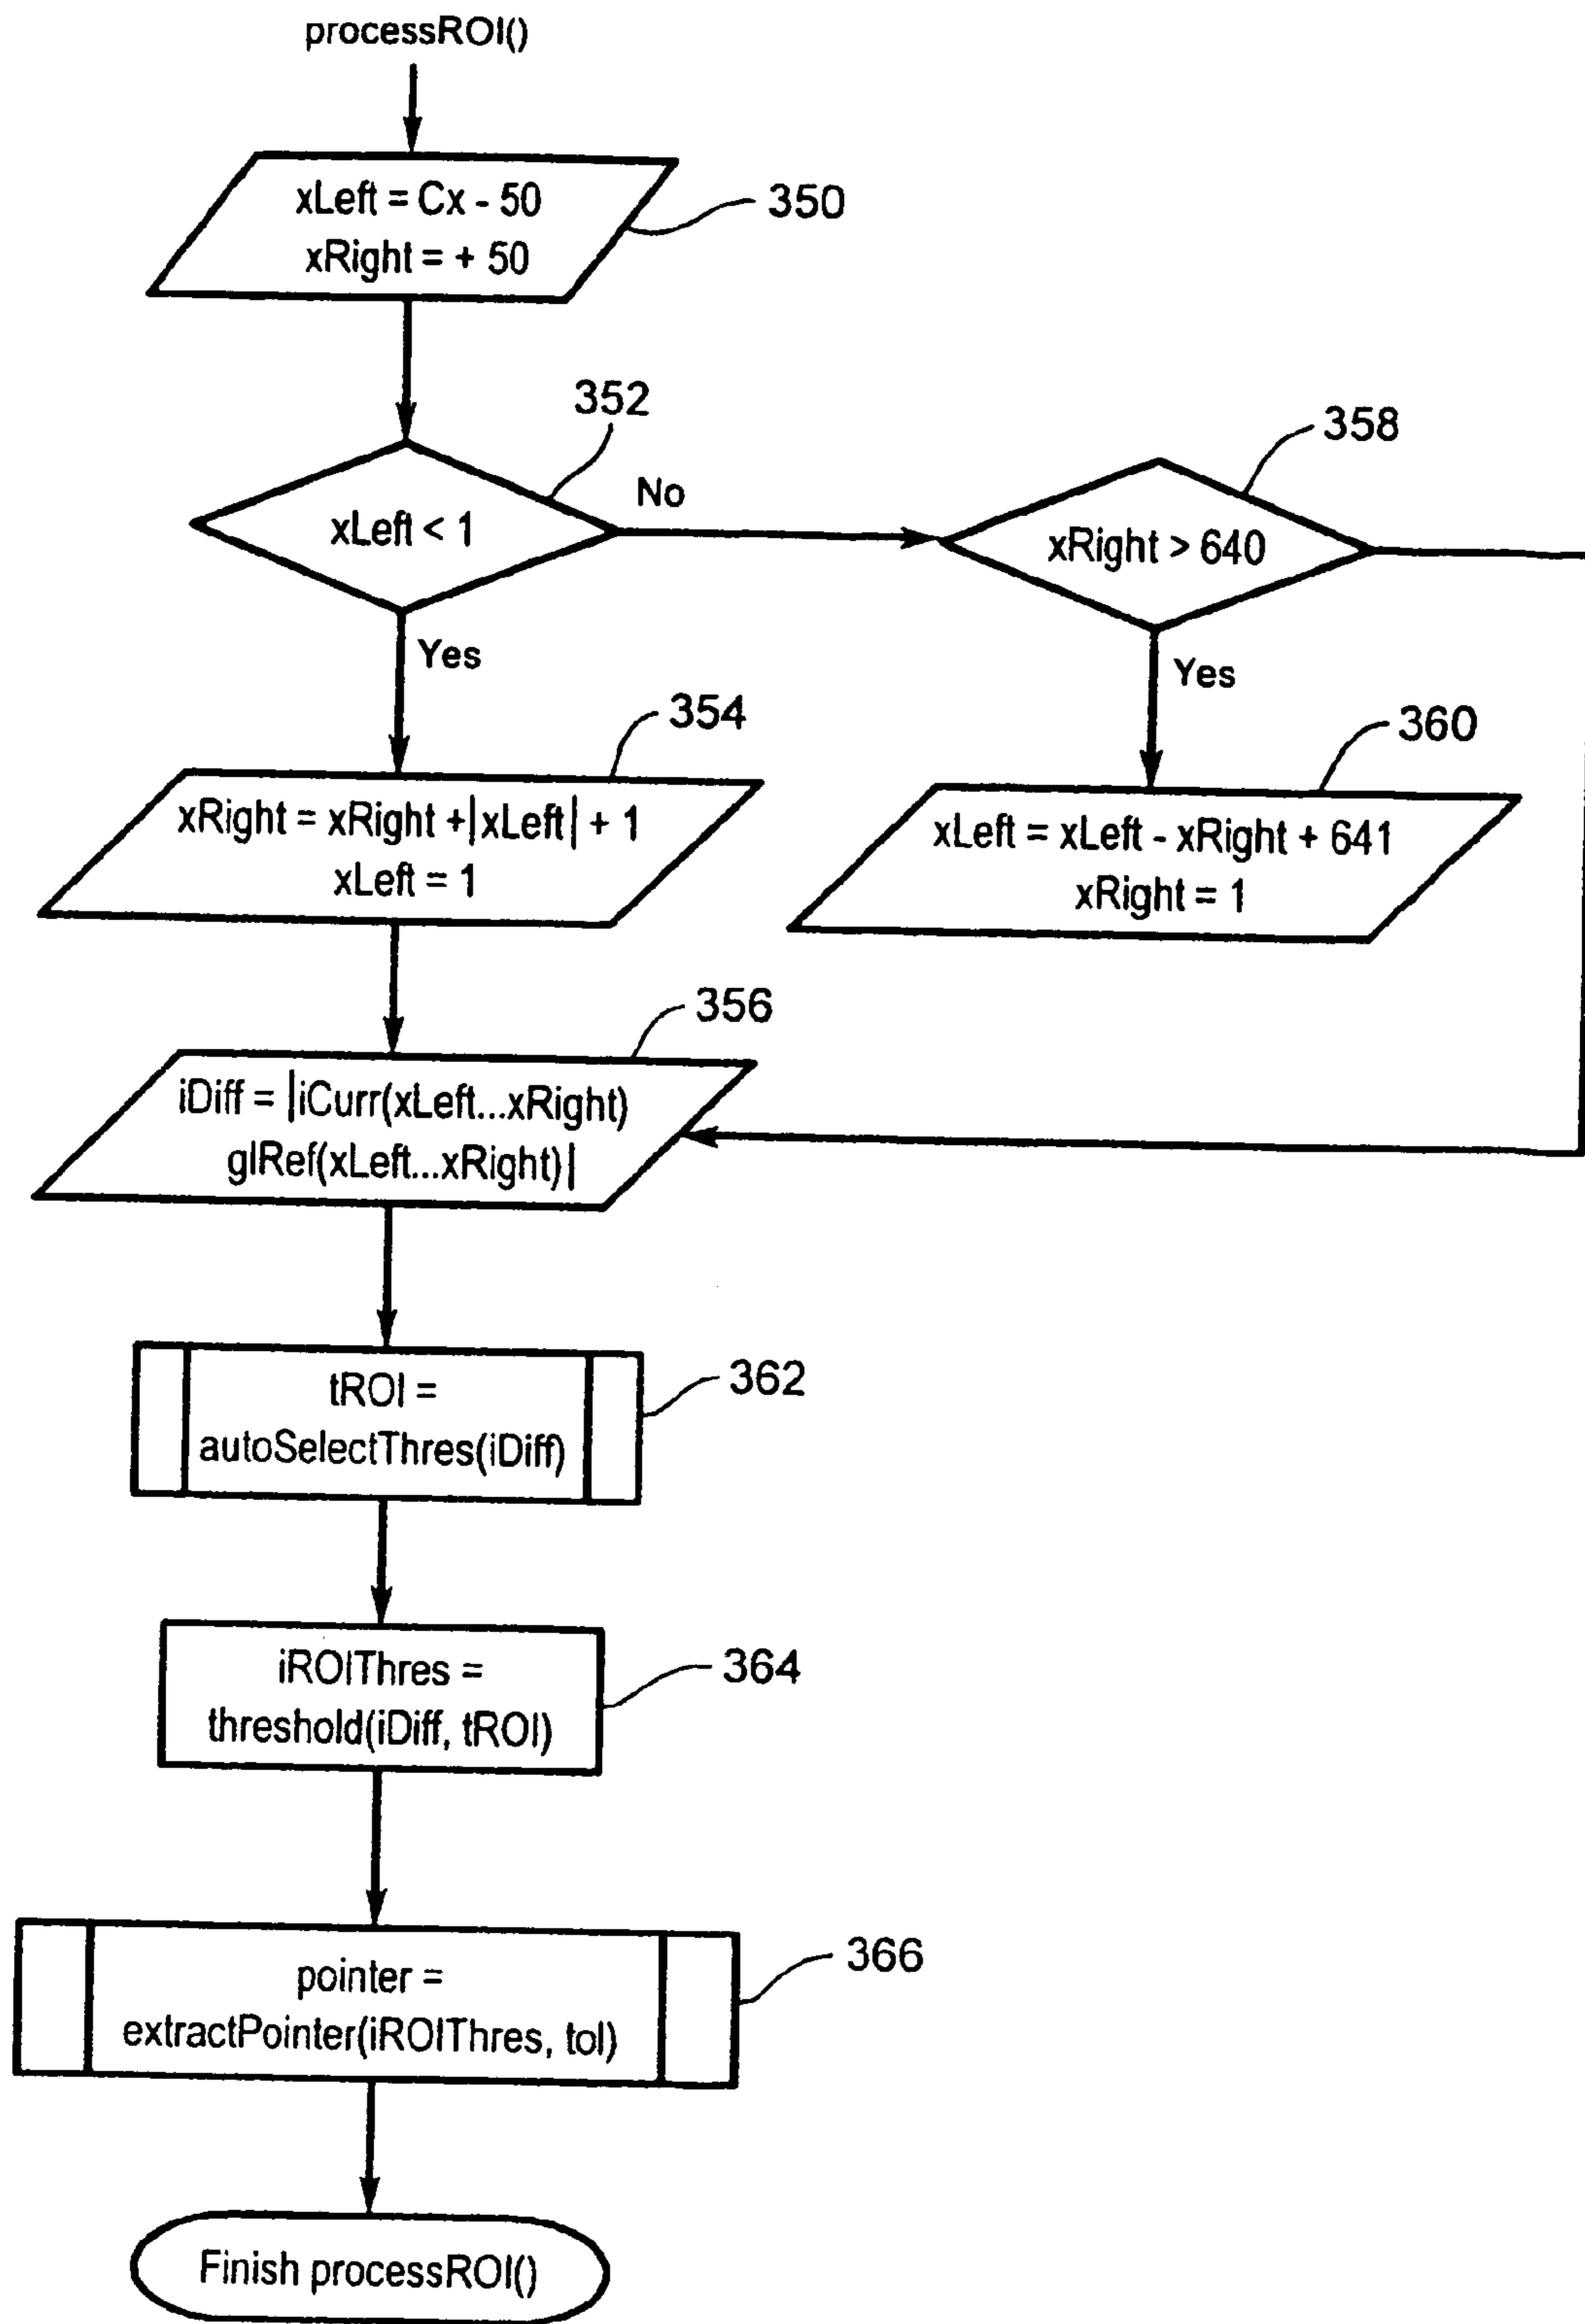 processROI()
xLeft = Cx - 50
xRight = + 50
350
352
xLeft < 1
No
Yes
358
xRight > 640
Yes
354
xRight = xRight +|xLeft| + 1
xLeft = 1
360
xLeft = xLeft - xRight + 641
xRight = 1
356
iDiff = |iCurr(xLeft...xRight)
glRef(xLeft...xRight)|
362
tROI =
autoSelectThres(iDiff)
364
iROIThres =
threshold(iDiff, tROI)
366
pointer =
extractPointer(iROIThres, tol)
Finish processROI()